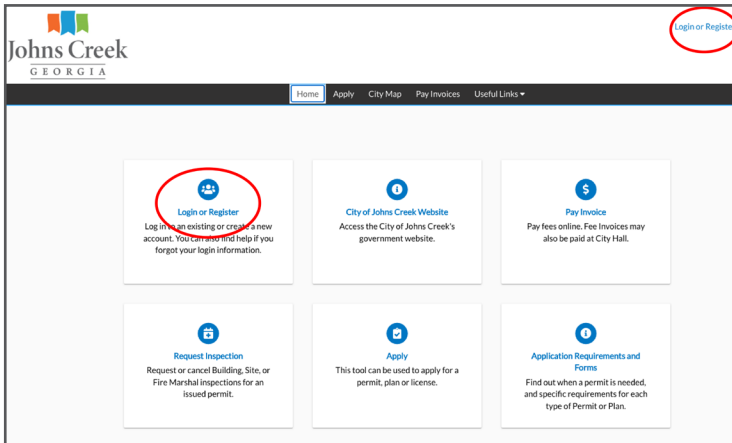 Johns Creek
GEORGIA
Login or Registe
Home Apply City Map Pay Invoices Useful Links
Login or Register
Log in to an existing or create a new
account. You can also find help if you
forgot your login information.
City of Johns Creek Website
Access the City of Johns Creek's
government website.
Pay Invoice
Pay fees online. Fee Invoices may
also be paid at City Hall.
Request Inspection
Request or cancel Building, Site, or
Fire Marshal inspections for an
issued permit.
Apply
This tool can be used to apply for a
permit, plan or license.
Application Requirements and
Forms
Find out when a permit is needed,
and specific requirements for each
type of Permit or Plan.